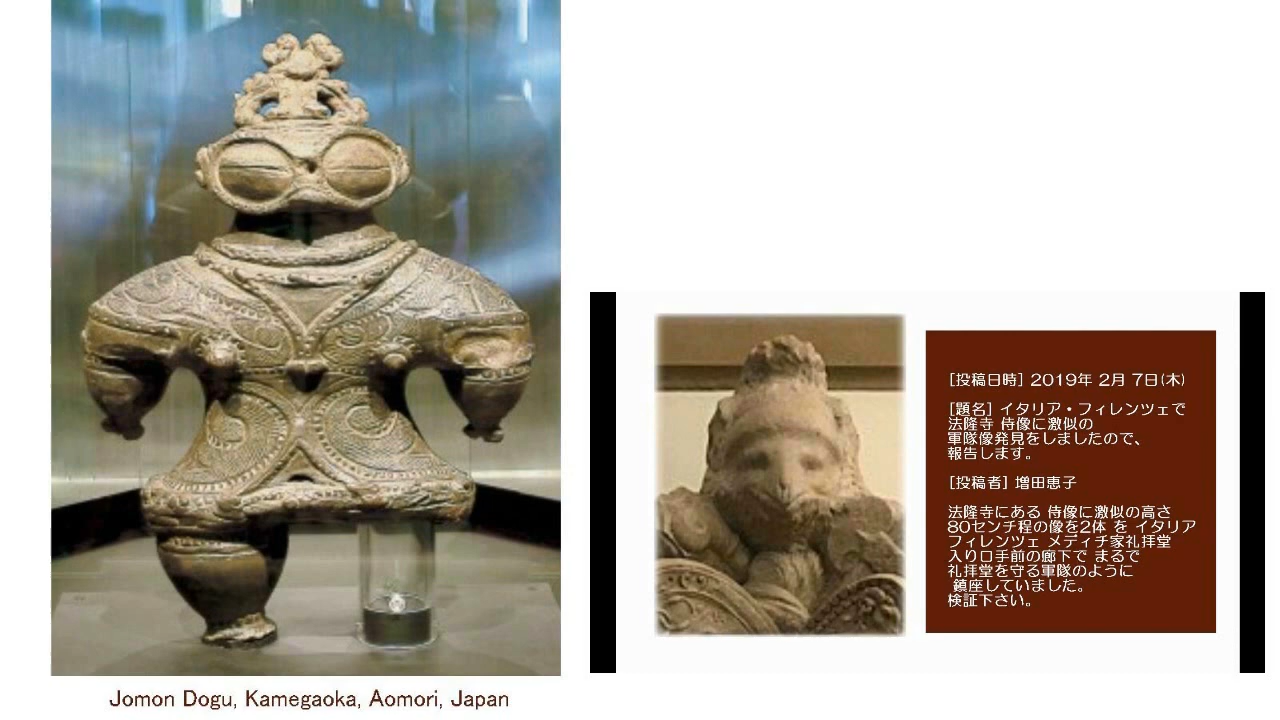 Jomon Dogu, Kamegaoka, Aomori, Japan
[投稿日時] 2019年 2月 7日(木)
[題名] イタリア・フィレンツェで
法隆寺 侍像に激似の
軍隊像発見をしましたので、
報告します。
[投稿者] 増田恵子
法隆寺にある 侍像に激似の高さ
80センチ程の像を2体 を イタリア
フィレンツェ メディチ家礼拝堂
入り口手前の廊下で まるで
礼拝堂を守る軍隊のように
鎮座していました。
検証下さい。